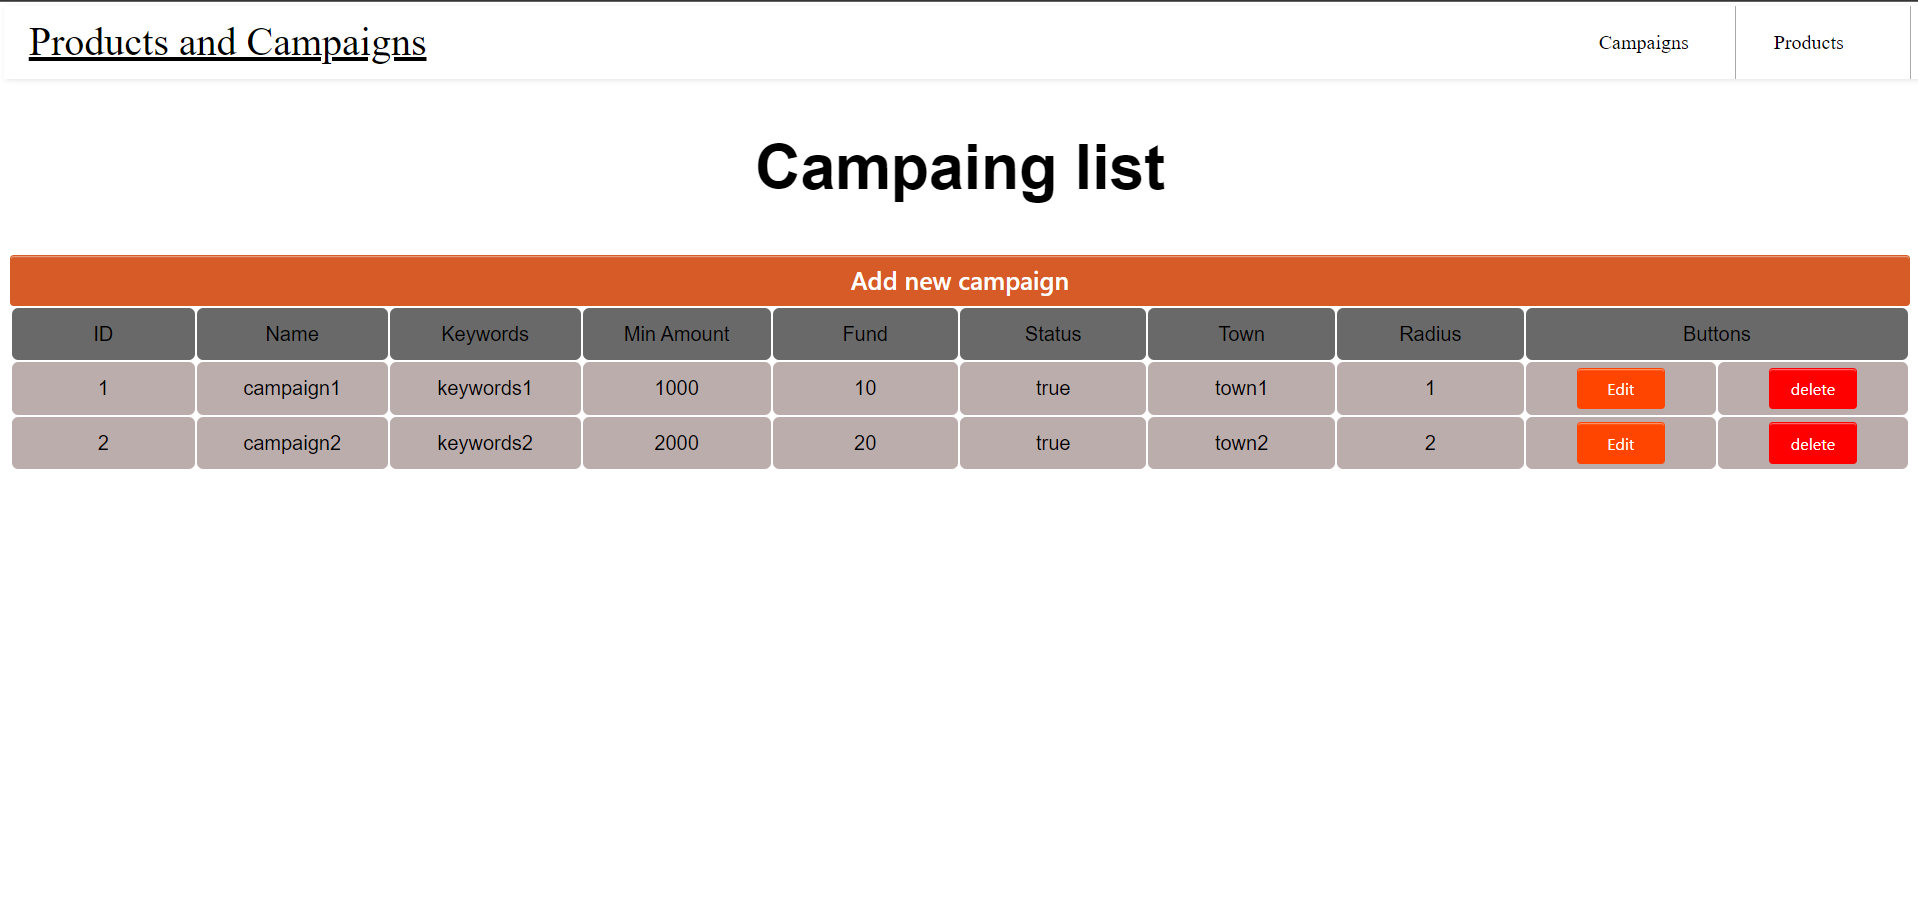 Products and Campaigns Campaigns Products
Campaing list
Add new campaign
ID Name Keywords Min Amount Fund Status Town Radius Buttons
1 campaign1 keywords1 1000 10 true town1 1 Edit delete
2 campaign2 keywords2 2000 20 true town2 2 Edit delete